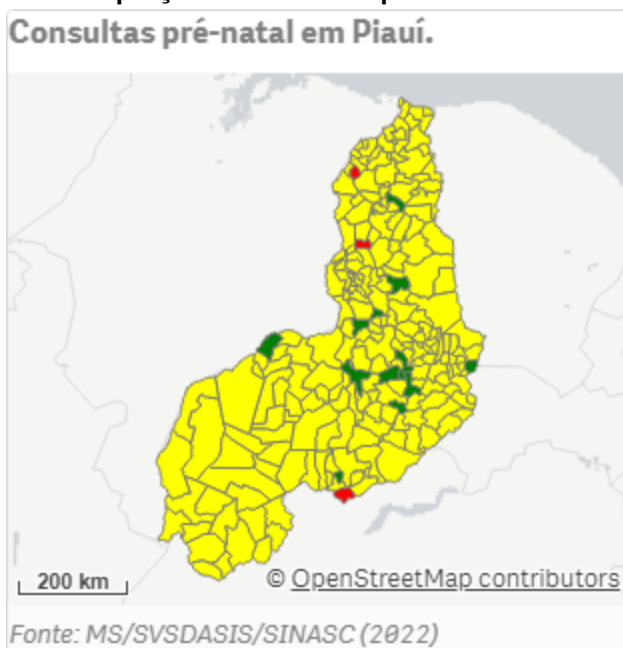 Consultas pré-natal em Piauí.
200 km
© OpenStreetMap contributors
Fonte: MS/SVSDASIS/SINASC (2022)